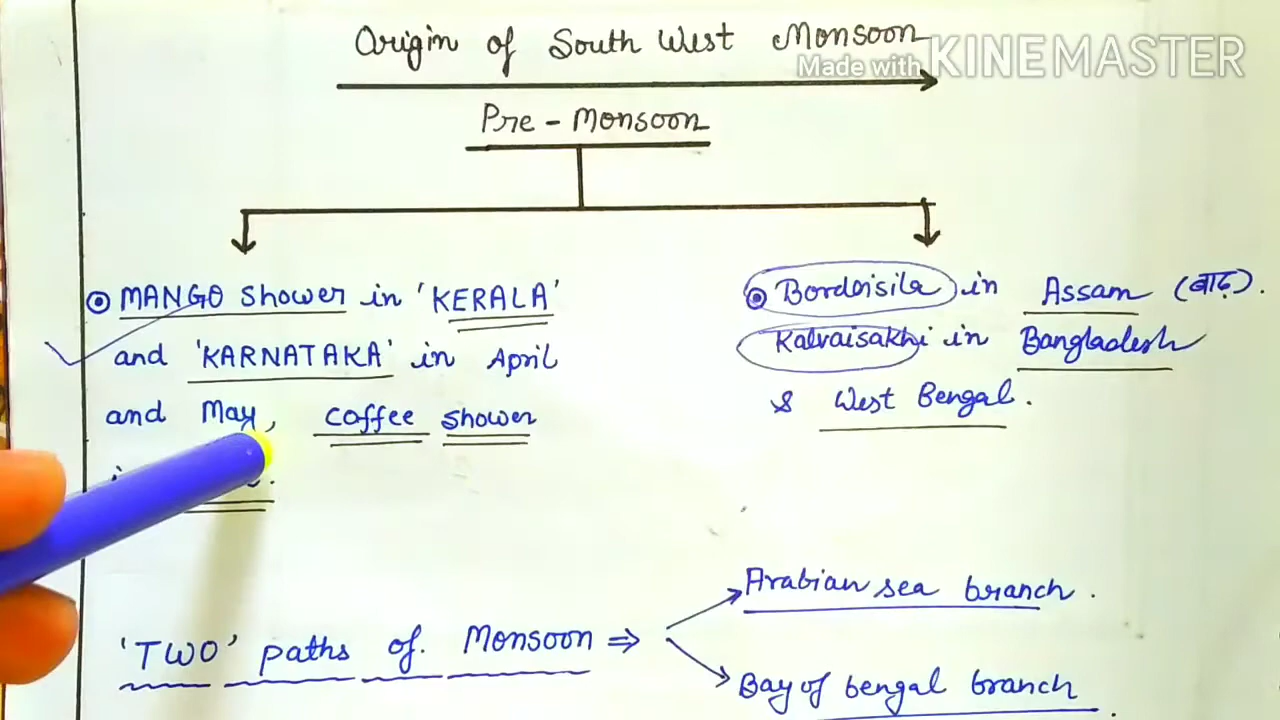 Origin of South West Monsoon
Made with KINEMASTER
Pre - Monsoon
MANGO Shower in 'KERALA'
and 'KARNATAKA' in April
and May, coffee shower
Bordoisila in Assam (बाढ़).
Kalvaisakhi in Bangladesh
& West Bengal.
'TWO' paths of. Monsoon ⇒
Arabian sea branch.
Bay of bengal branch.